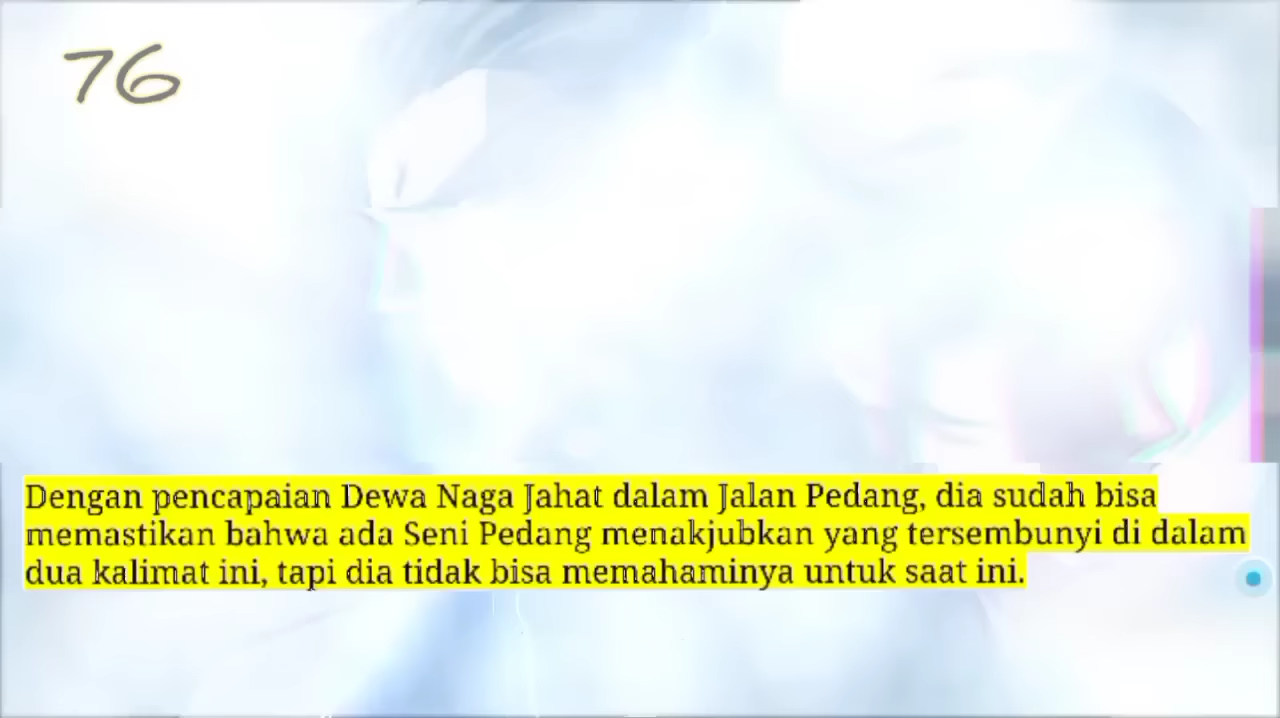 76
Dengan pencapaian Dewa Naga Jahat dalam Jalan Pedang, dia sudah bisa
memastikan bahwa ada Seni Pedang menakjubkan yang tersembunyi di dalam
dua kalimat ini, tapi dia tidak bisa memahaminya untuk saat ini.